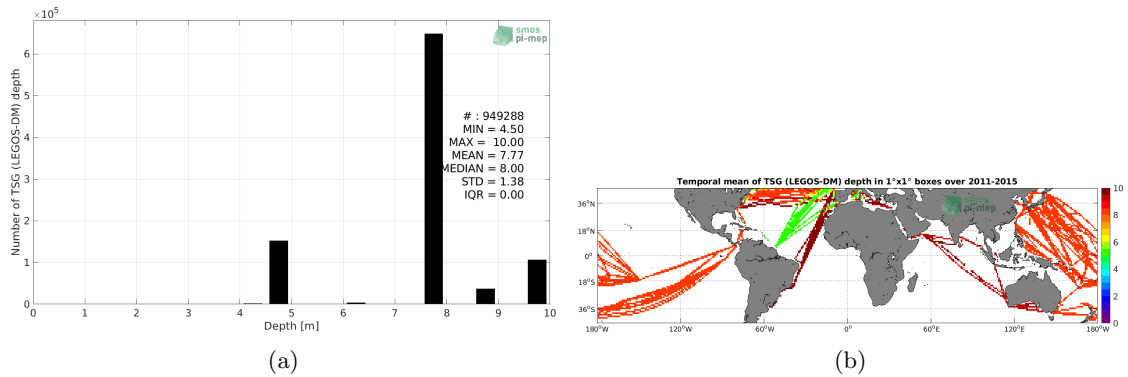 ×10⁵
6
5
4
3
2
1
0
Number of TSG (LEGOS-DM) depth
smos
pi-mep
# : 949288
MIN = 4.50
MAX = 10.00
MEAN = 7.77
MEDIAN = 8.00
STD = 1.38
IQR = 0.00
0 1 2 3 4 5 6 7 8 9 10
Depth [m]
(a)
Temporal mean of TSG (LEGOS-DM) depth in 1°x1° boxes over 2011-2015
smos
pi-mep
36°N
18°N
0°
18°S
36°S
180°W 120°W 60°W 0° 60°E 120°E 180°W
10
8
6
4
2
0
(b)